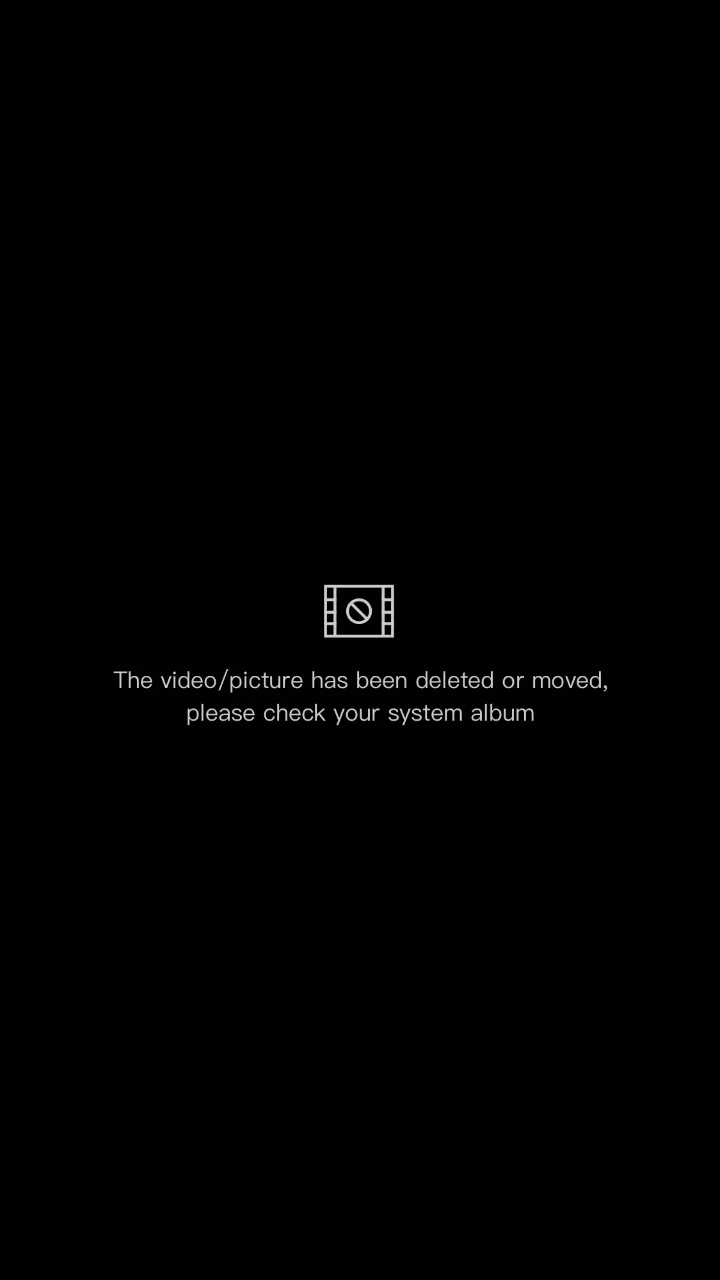 The video/picture has been deleted or moved,
please check your system album